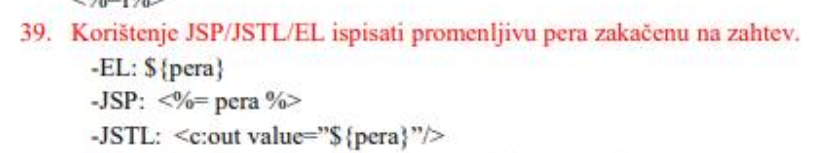 39. Korištenje JSP/JSTL/EL ispisati promenljivu pera zakačenu na zahtev.
-EL: ${pera}
-JSP: <%= pera %>
-JSTL: <c:out value=”${pera}”/>